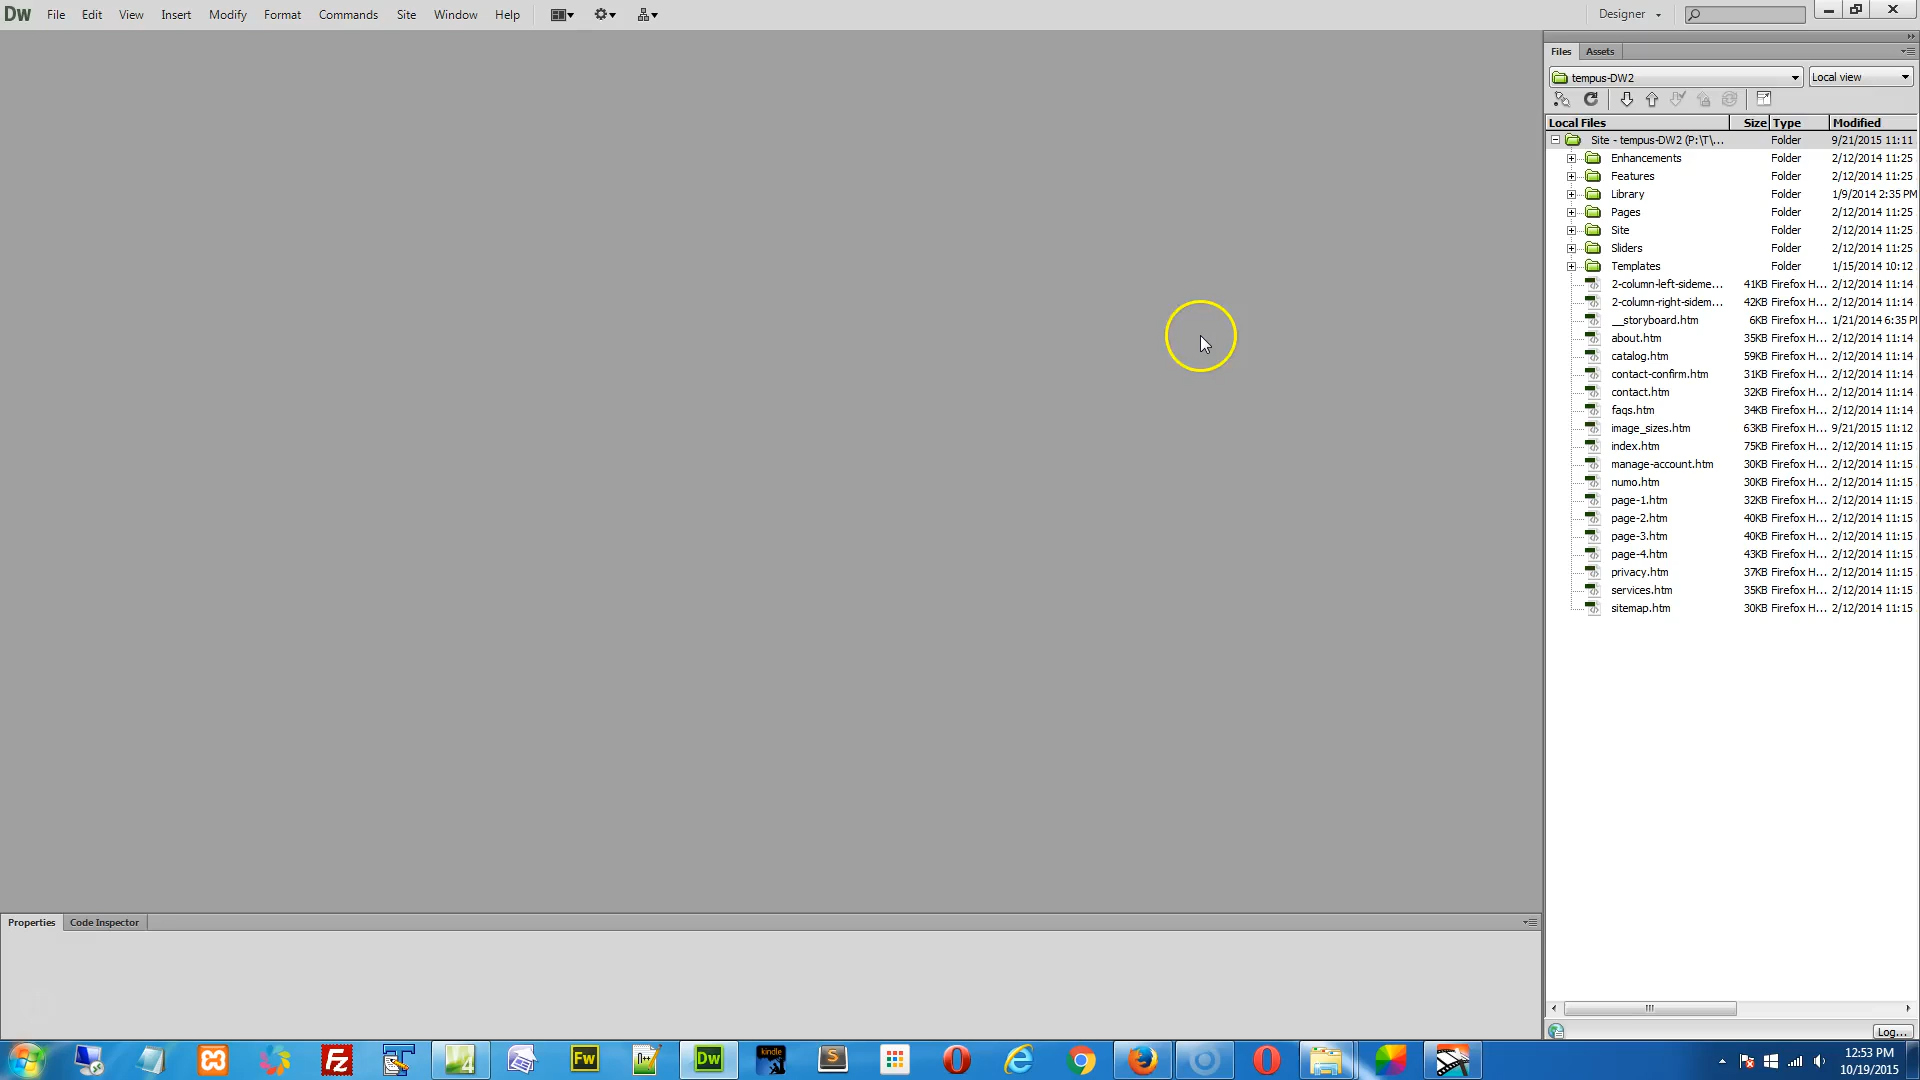 Dw File Edit View Insert Modify Format Commands Site Window Help Designer
Files Assets
tempus-DW2 Local view
Local Files Size Type Modified
Site - tempus-DW2 (P:\T\... Folder 9/21/2015 11:11
Enhancements Folder 2/12/2014 11:25
Features Folder 2/12/2014 11:25
Library Folder 1/9/2014 2:35 PM
Pages Folder 2/12/2014 11:25
Site Folder 2/12/2014 11:25
Sliders Folder 2/12/2014 11:25
Templates Folder 1/15/2014 10:12
2-column-left-sideme... 41KB Firefox H... 2/12/2014 11:14
2-column-right-sidem... 42KB Firefox H... 2/12/2014 11:14
__storyboard.htm 6KB Firefox H... 1/21/2014 6:35 P
about.htm 35KB Firefox H... 2/12/2014 11:14
catalog.htm 59KB Firefox H... 2/12/2014 11:14
contact-confirm.htm 31KB Firefox H... 2/12/2014 11:14
contact.htm 32KB Firefox H... 2/12/2014 11:14
faqs.htm 34KB Firefox H... 2/12/2014 11:14
image_sizes.htm 63KB Firefox H... 9/21/2015 11:12
index.htm 75KB Firefox H... 2/12/2014 11:15
manage-account.htm 30KB Firefox H... 2/12/2014 11:15
numo.htm 30KB Firefox H... 2/12/2014 11:15
page-1.htm 32KB Firefox H... 2/12/2014 11:15
page-2.htm 40KB Firefox H... 2/12/2014 11:15
page-3.htm 40KB Firefox H... 2/12/2014 11:15
page-4.htm 43KB Firefox H... 2/12/2014 11:15
privacy.htm 37KB Firefox H... 2/12/2014 11:15
services.htm 35KB Firefox H... 2/12/2014 11:15
sitemap.htm 30KB Firefox H... 2/12/2014 11:15
Properties Code Inspector
Log...
Fz 4 Fw n++ Dw kindle S
12:53 PM
10/19/2015